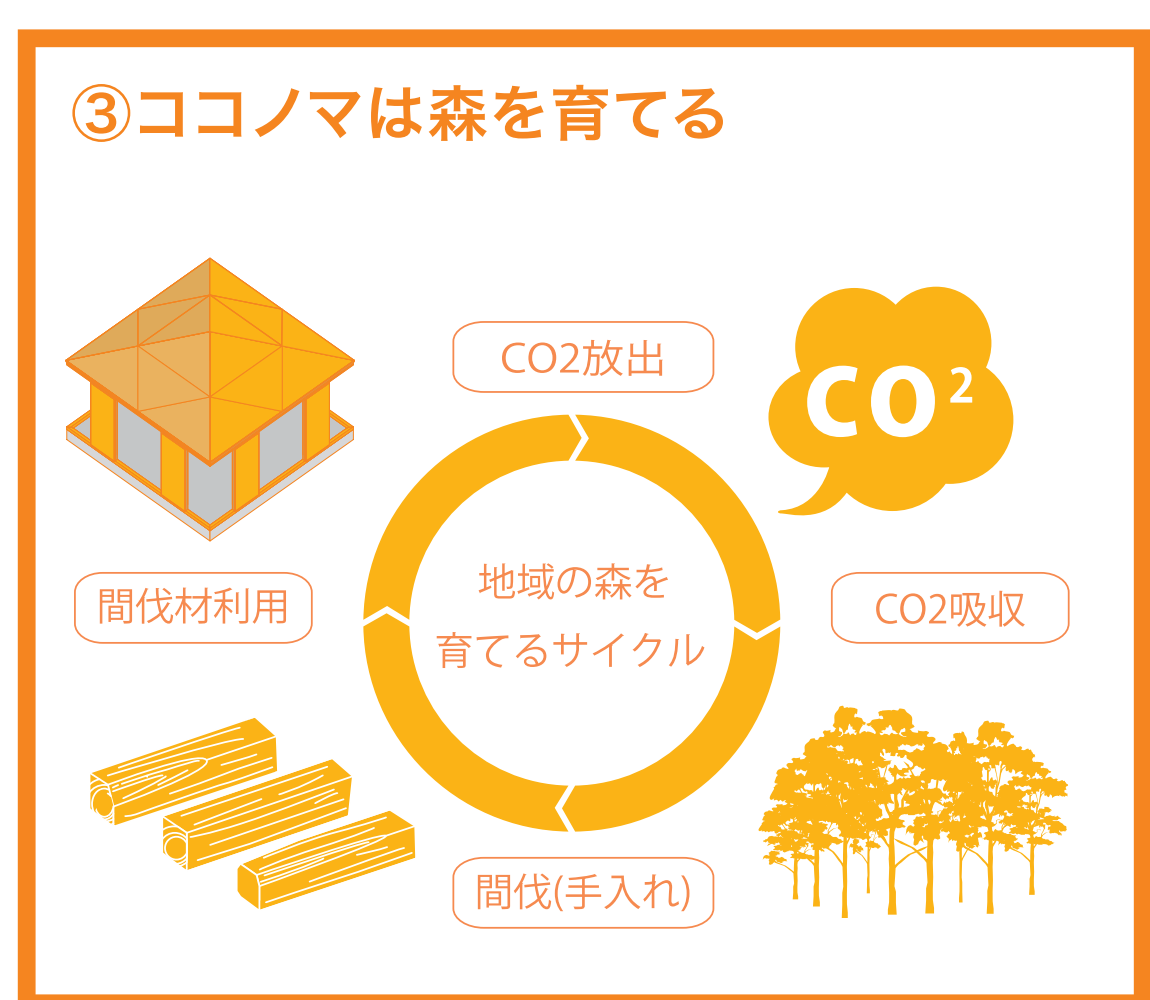 ③ココノマは森を育てる
CO2放出
CO²
地域の森を
育てるサイクル
間伐材利用
CO2吸収
間伐(手入れ)